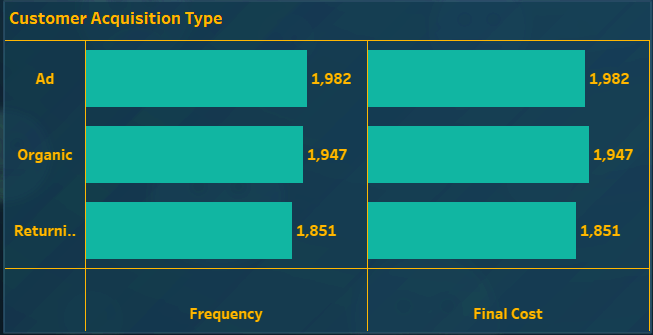 Customer Acquisition Type
Ad 1,982 1,982
Organic 1,947 1,947
Returni.. 1,851 1,851
Frequency Final Cost